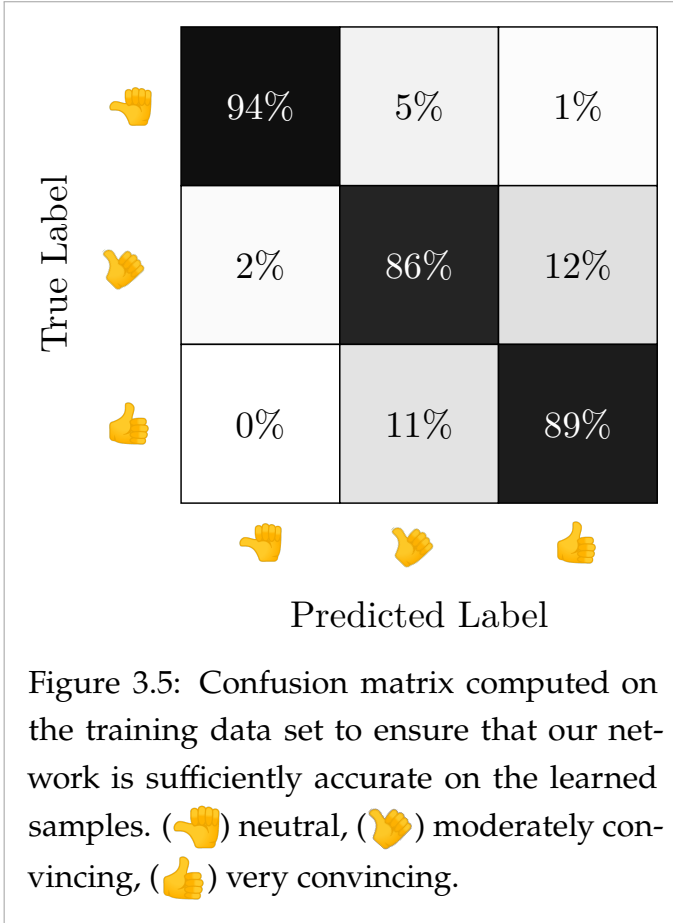 94% 5% 1%
True Label
2% 86% 12%
0% 11% 89%
Predicted Label
Figure 3.5: Confusion matrix computed on
the training data set to ensure that our net-
work is sufficiently accurate on the learned
samples. () neutral, () moderately con-
vincing, () very convincing.